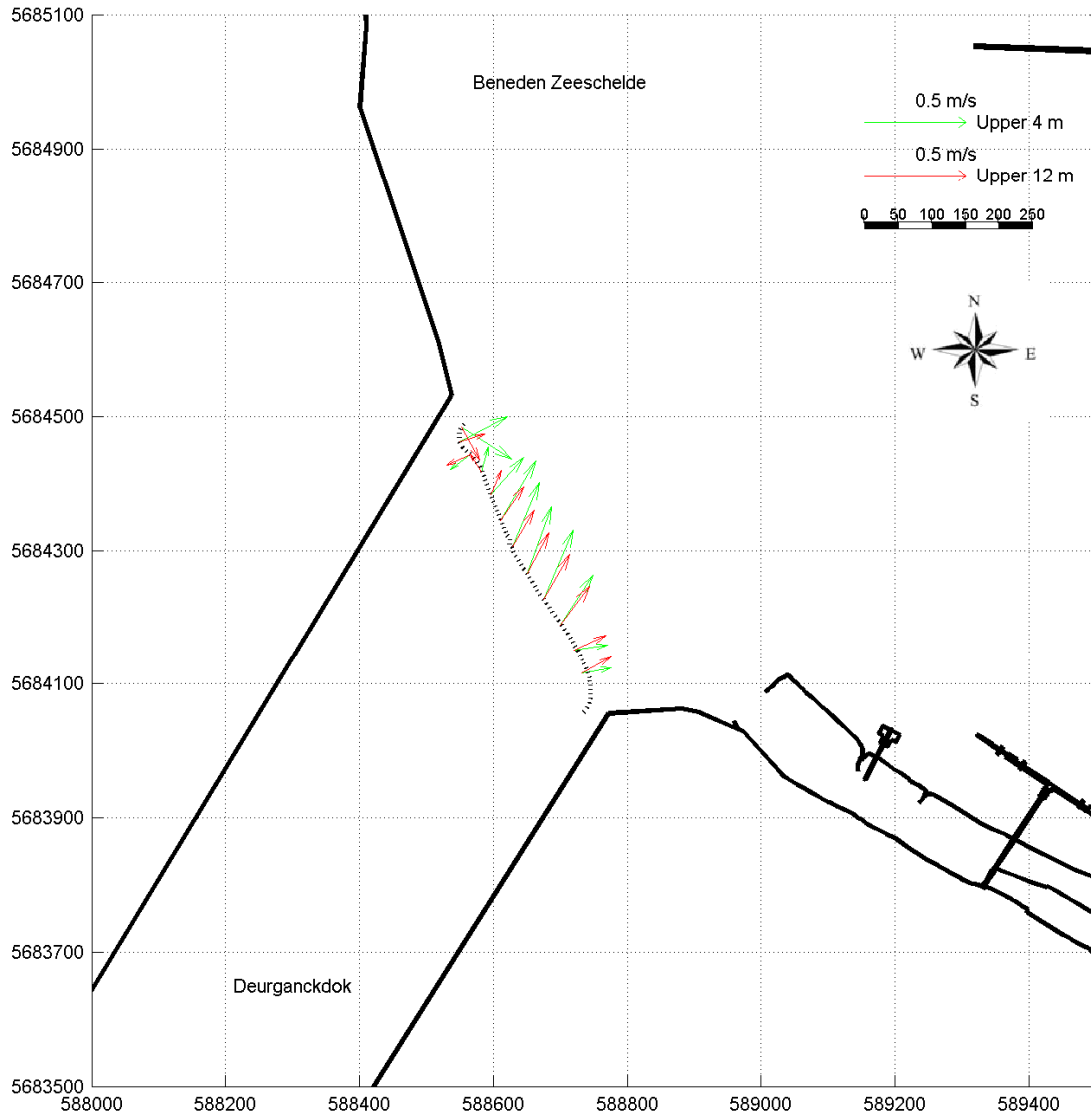 5685100
Beneden Zeeschelde
0.5 m/s
Upper 4 m
5684900
0.5 m/s
Upper 12 m
0 50 100 150 200 250
5684700
N
W E
S
5684500
5684300
5684100
5683900
5683700
Deurganckdok
5683500
588000 588200 588400 588600 588800 589000 589200 589400